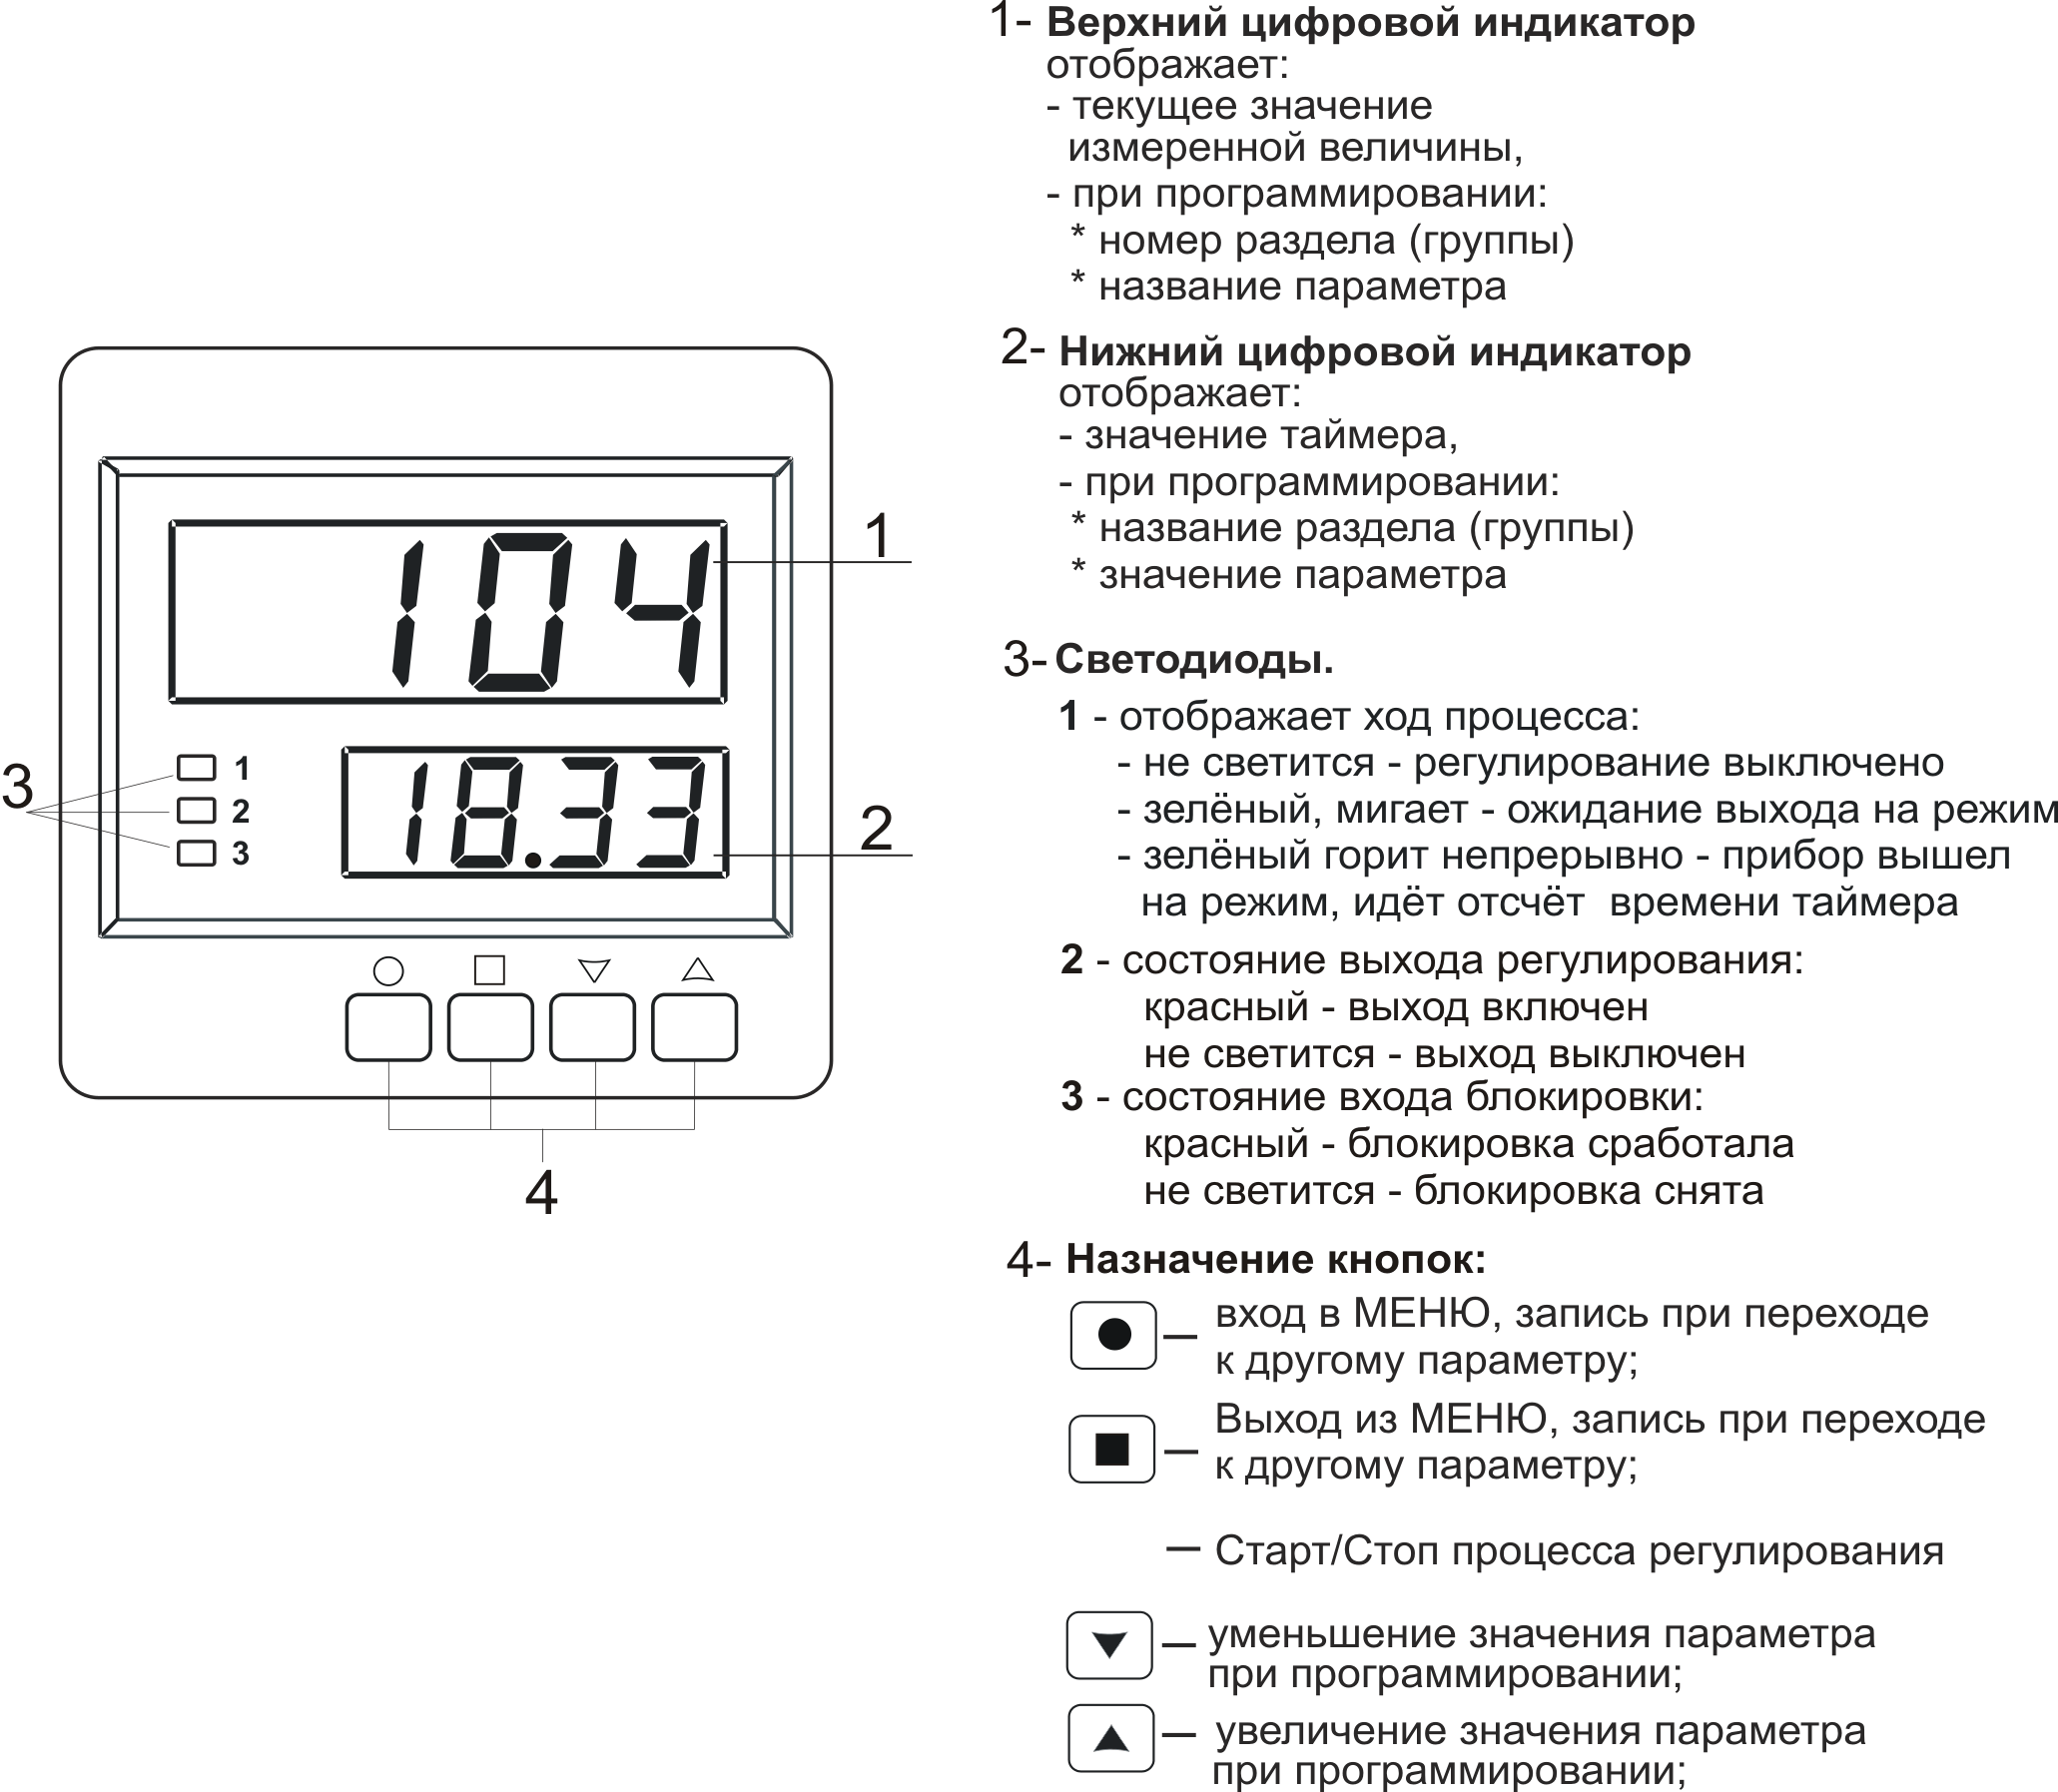 1- Верхний цифровой индикатор
отображает:
- текущее значение
измеренной величины,
- при программировании:
* номер раздела (группы)
* название параметра
2- Нижний цифровой индикатор
отображает:
- значение таймера,
- при программировании:
* название раздела (группы)
* значение параметра
3- Светодиоды.
1 - отображает ход процесса:
- не светится - регулирование выключено
- зелёный, мигает - ожидание выхода на режим
- зелёный горит непрерывно - прибор вышел
на режим, идёт отсчёт времени таймера
2 - состояние выхода регулирования:
красный - выход включен
не светится - выход выключен
3 - состояние входа блокировки:
красный - блокировка сработала
не светится - блокировка снята
4- Назначение кнопок:
— вход в МЕНЮ, запись при переходе
к другому параметру;
— Выход из МЕНЮ, запись при переходе
к другому параметру;
— Старт/Стоп процесса регулирования
— уменьшение значения параметра
при программировании;
— увеличение значения параметра
при программировании;
104
1
18.33
2
3
1
2
3
4